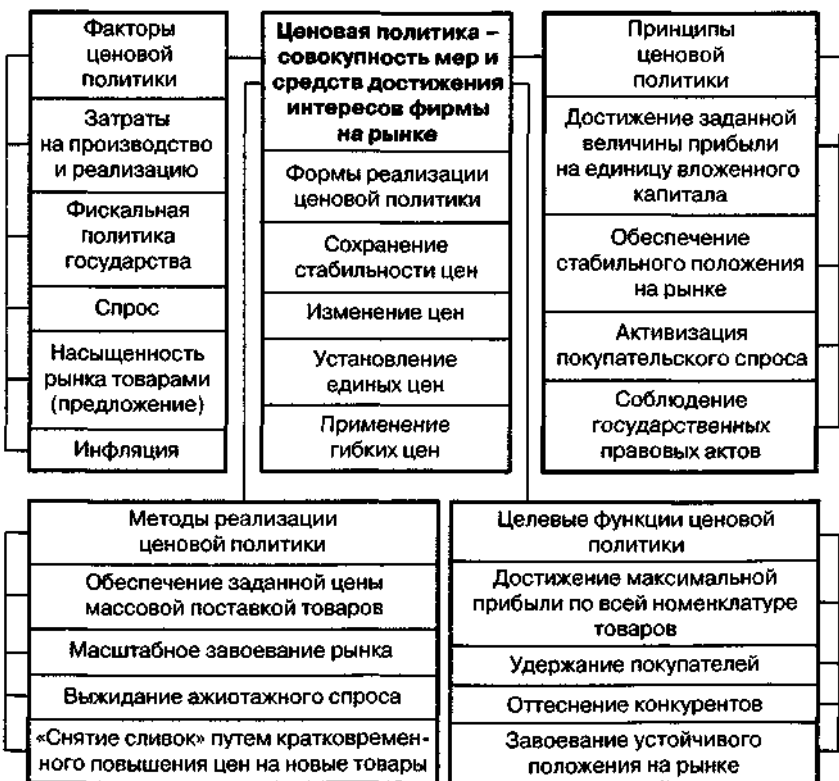 Факторы
ценовой
политики
Затраты
на производство
и реализацию
Фискальная
политика
государства
Спрос
Насыщенность
рынка товарами
(предложение)
Инфляция
Ценовая политика –
совокупность мер и
средств достижения
интересов фирмы
на рынке
Формы реализации
ценовой политики
Сохранение
стабильности цен
Изменение цен
Установление
единых цен
Применение
гибких цен
Принципы
ценовой
политики
Достижение заданной
величины прибыли
на единицу вложенного
капитала
Обеспечение
стабильного положения
на рынке
Активизация
покупательского спроса
Соблюдение
государственных
правовых актов
Методы реализации
ценовой политики
Обеспечение заданной цены
массовой поставкой товаров
Масштабное завоевание рынка
Выжидание ажиотажного спроса
«Снятие сливок» путем кратковремен-
ного повышения цен на новые товары
Целевые функции ценовой
политики
Достижение максимальной
прибыли по всей номенклатуре
товаров
Удержание покупателей
Оттеснение конкурентов
Завоевание устойчивого
положения на рынке